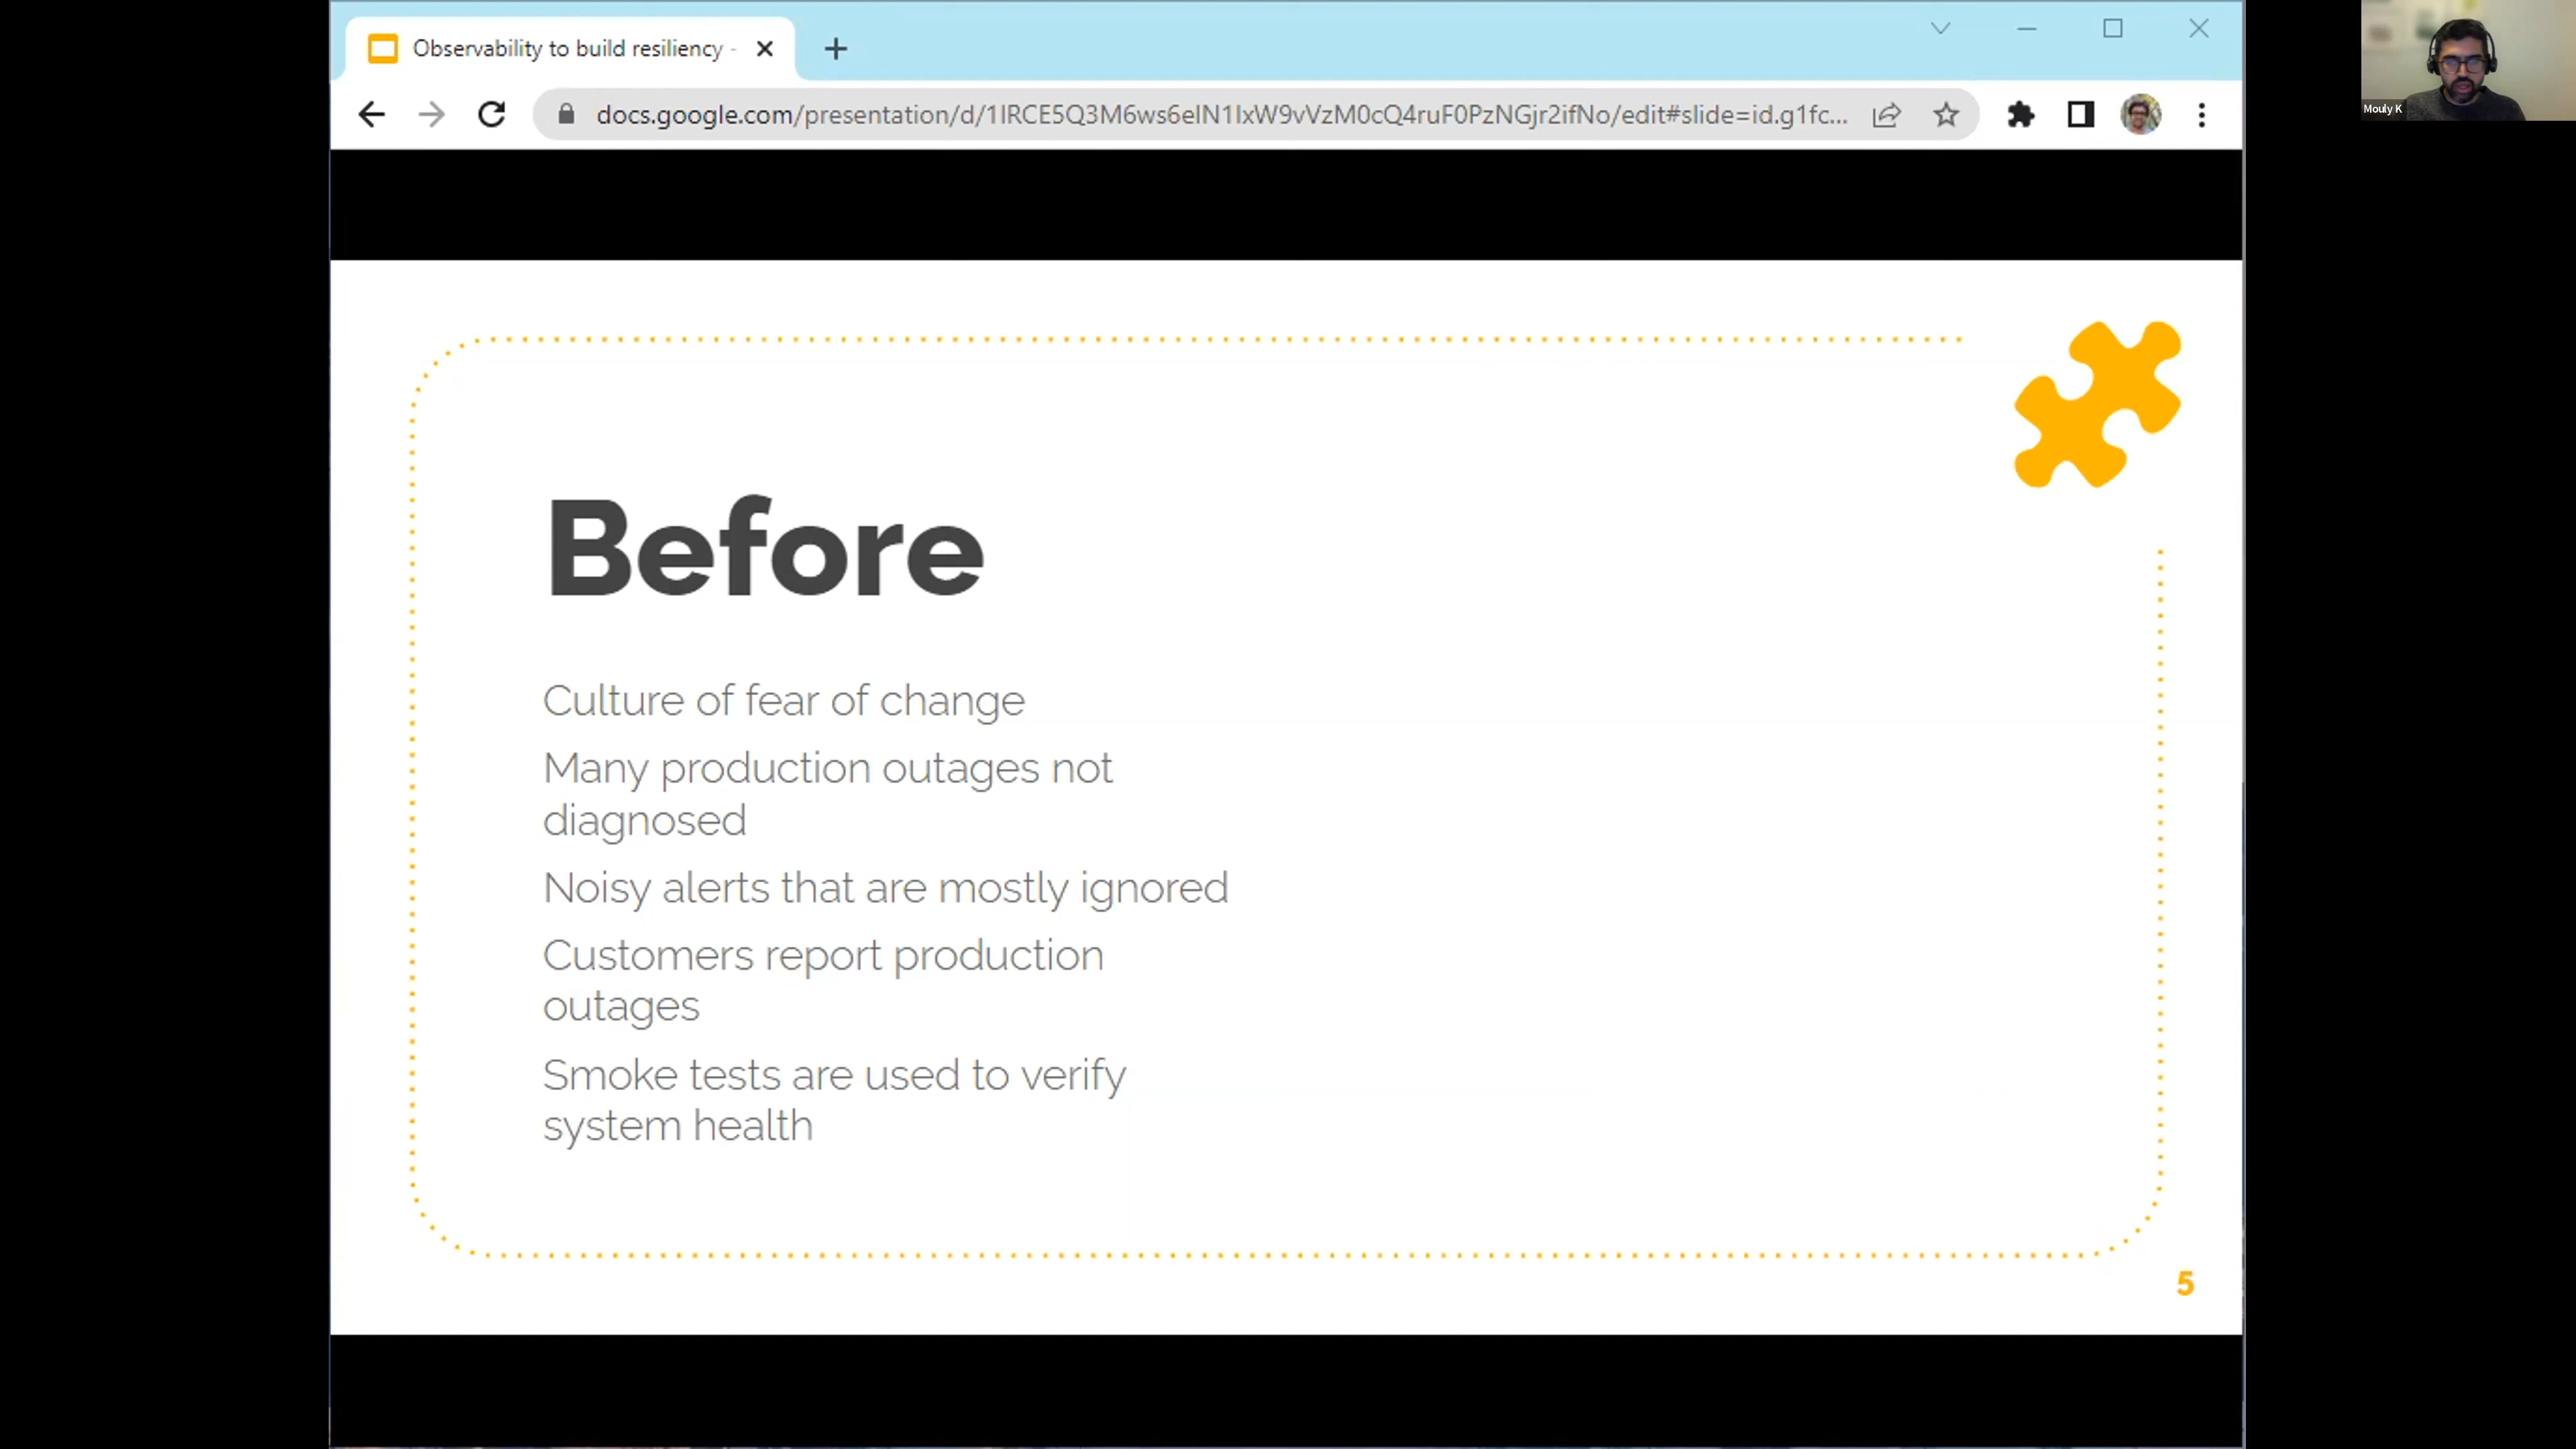 Observability to build resiliency -
docs.google.com/presentation/d/1IRCE5Q3M6ws6elN1IxW9vVzM0cQ4ruF0PzNGjr2ifNo/edit#slide=id.g1fc...
Mouly K
Before
Culture of fear of change
Many production outages not
diagnosed
Noisy alerts that are mostly ignored
Customers report production
outages
Smoke tests are used to verify
system health
5